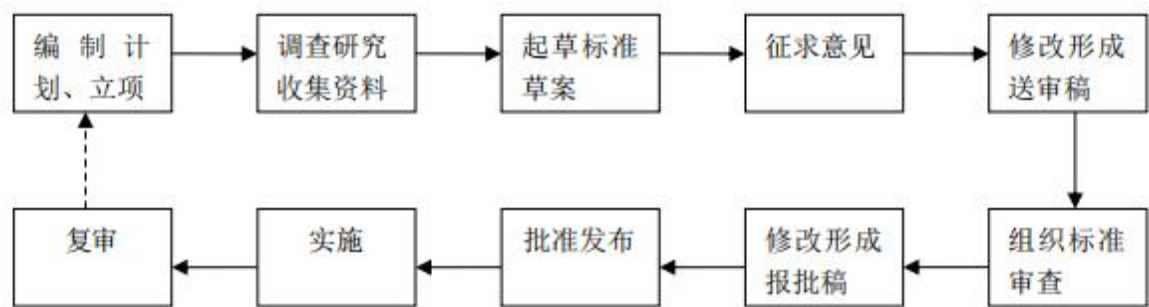 编制计
划、立项
调查研究
收集资料
起草标准
草案
征求意见
修改形成
送审稿
复审
实施
批准发布
修改形成
报批稿
组织标准
审查